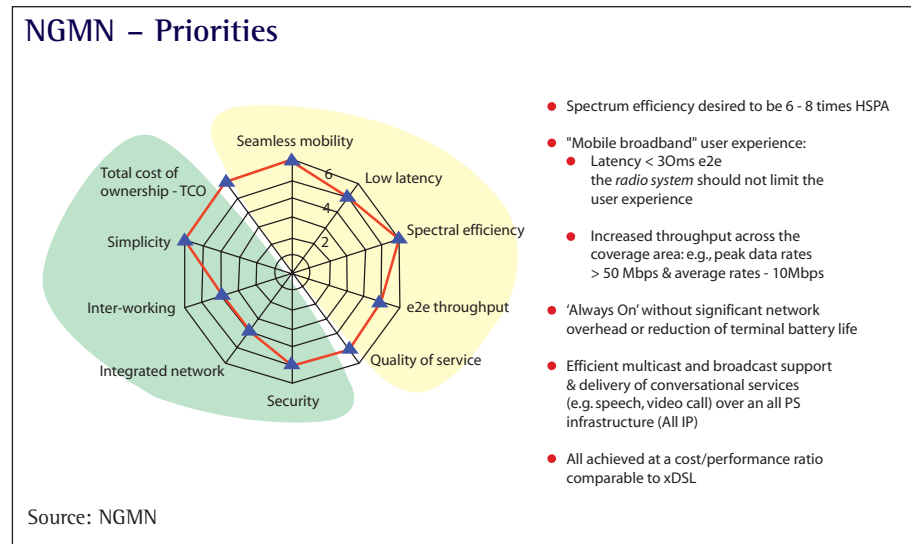 NGMN – Priorities
Seamless mobility
Total cost of
ownership - TCO
Low latency
6
4
2
Simplicity
Spectral efficiency
Inter-working
e2e throughput
Integrated network
Quality of service
Security
Spectrum efficiency desired to be 6 - 8 times HSPA
"Mobile broadband" user experience:
Latency < 3Oms e2e
the radio system should not limit the
user experience
Increased throughput across the
coverage area: e.g., peak data rates
> 50 Mbps & average rates - 10Mbps
‘Always On’ without significant network
overhead or reduction of terminal battery life
Efficient multicast and broadcast support
& delivery of conversational services
(e.g. speech, video call) over an all PS
infrastructure (All IP)
All achieved at a cost/performance ratio
comparable to xDSL
Source: NGMN